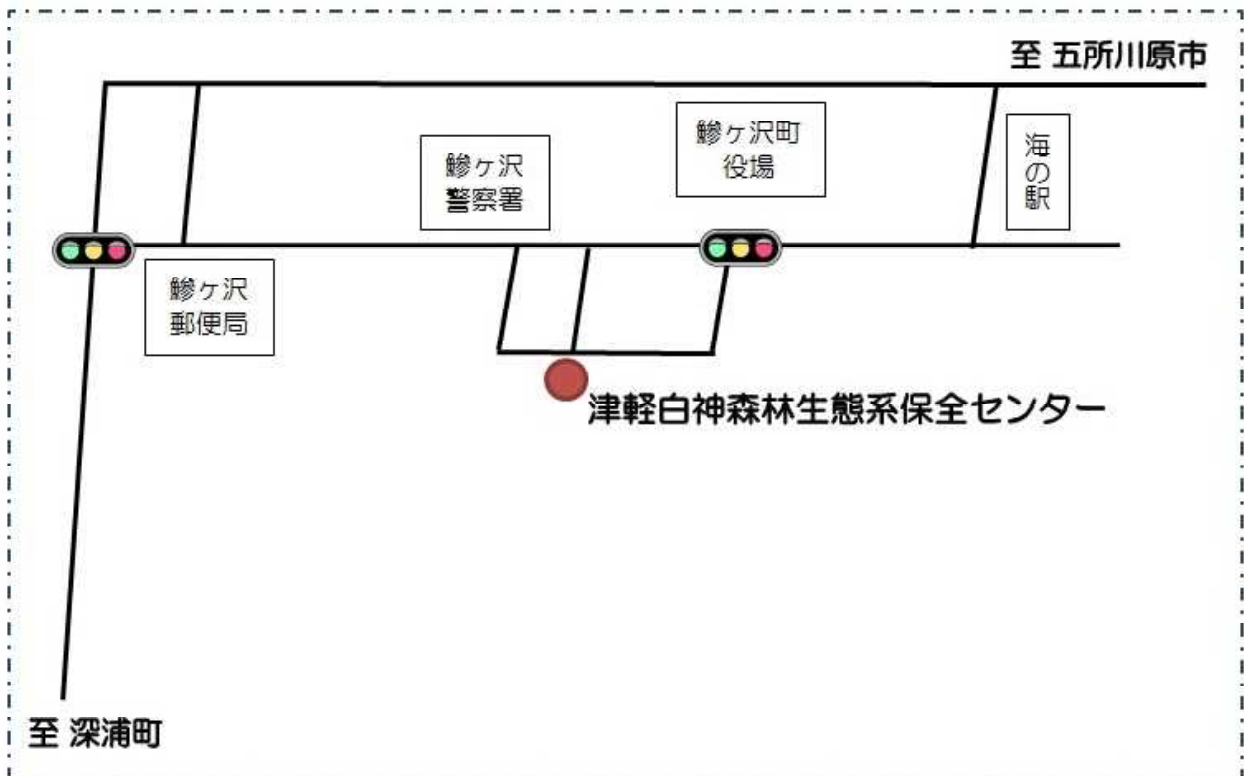 至 五所川原市
鰺ヶ沢町
役場
海の駅
鰺ヶ沢
警察署
鰺ヶ沢
郵便局
津軽白神森林生態系保全センター
至 深浦町